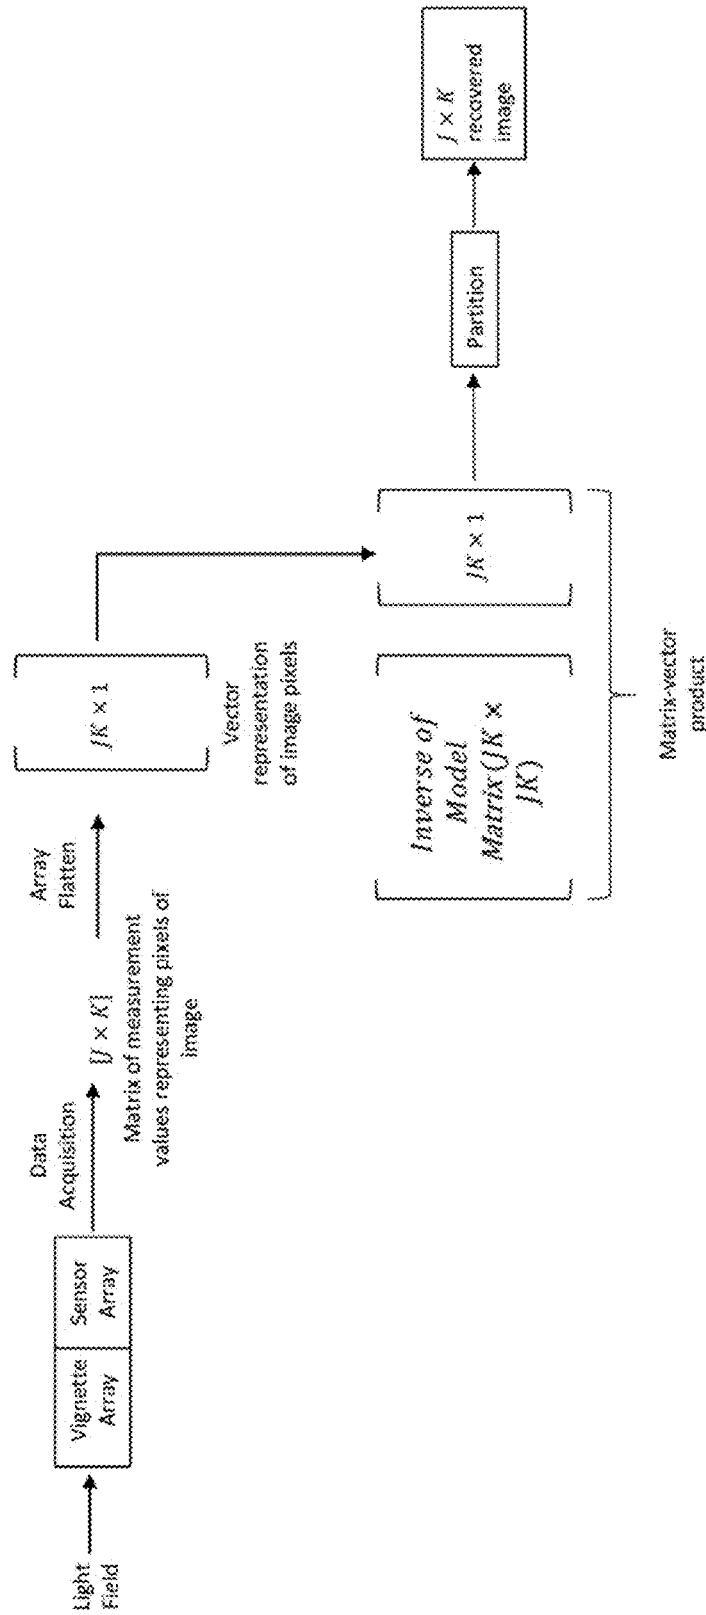 Light
Field
Vignette
Array
Sensor
Array
Data
Acquisition
[J × K]
Matrix of measurement
values representing pixels of
image
Array
Flatten
JK × 1
Vector
representation
of image pixels
Inverse of
Model
Matrix(JK ×
JK)
JK × 1
Matrix-vector
product
Partition
J × K
recovered
image